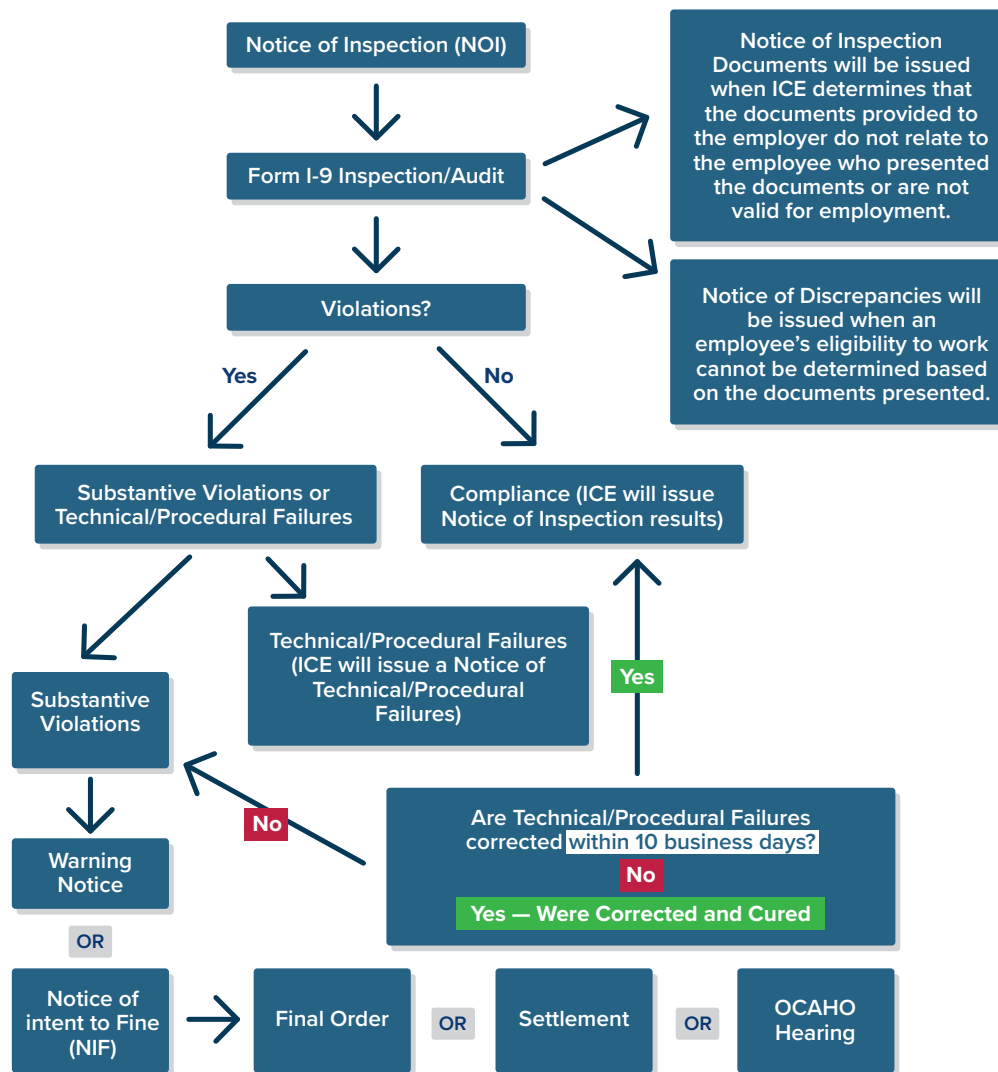 Notice of Inspection (NOI)
Notice of Inspection
Documents will be issued
when ICE determines that
the documents provided to
the employer do not relate to
the employee who presented
the documents or are not
valid for employment.
Form I-9 Inspection/Audit
Notice of Discrepancies will
be issued when an
employee’s eligibility to work
cannot be determined based
on the documents presented.
Violations?
Yes
No
Substantive Violations or
Technical/Procedural Failures
Compliance (ICE will issue
Notice of Inspection results)
Technical/Procedural Failures
(ICE will issue a Notice of
Technical/Procedural
Failures)
Yes
Substantive
Violations
No
Are Technical/Procedural Failures
corrected within 10 business days?
No
Yes — Were Corrected and Cured
Warning
Notice
OR
Notice of
intent to Fine
(NIF)
Final Order
OR
Settlement
OR
OCAHO
Hearing